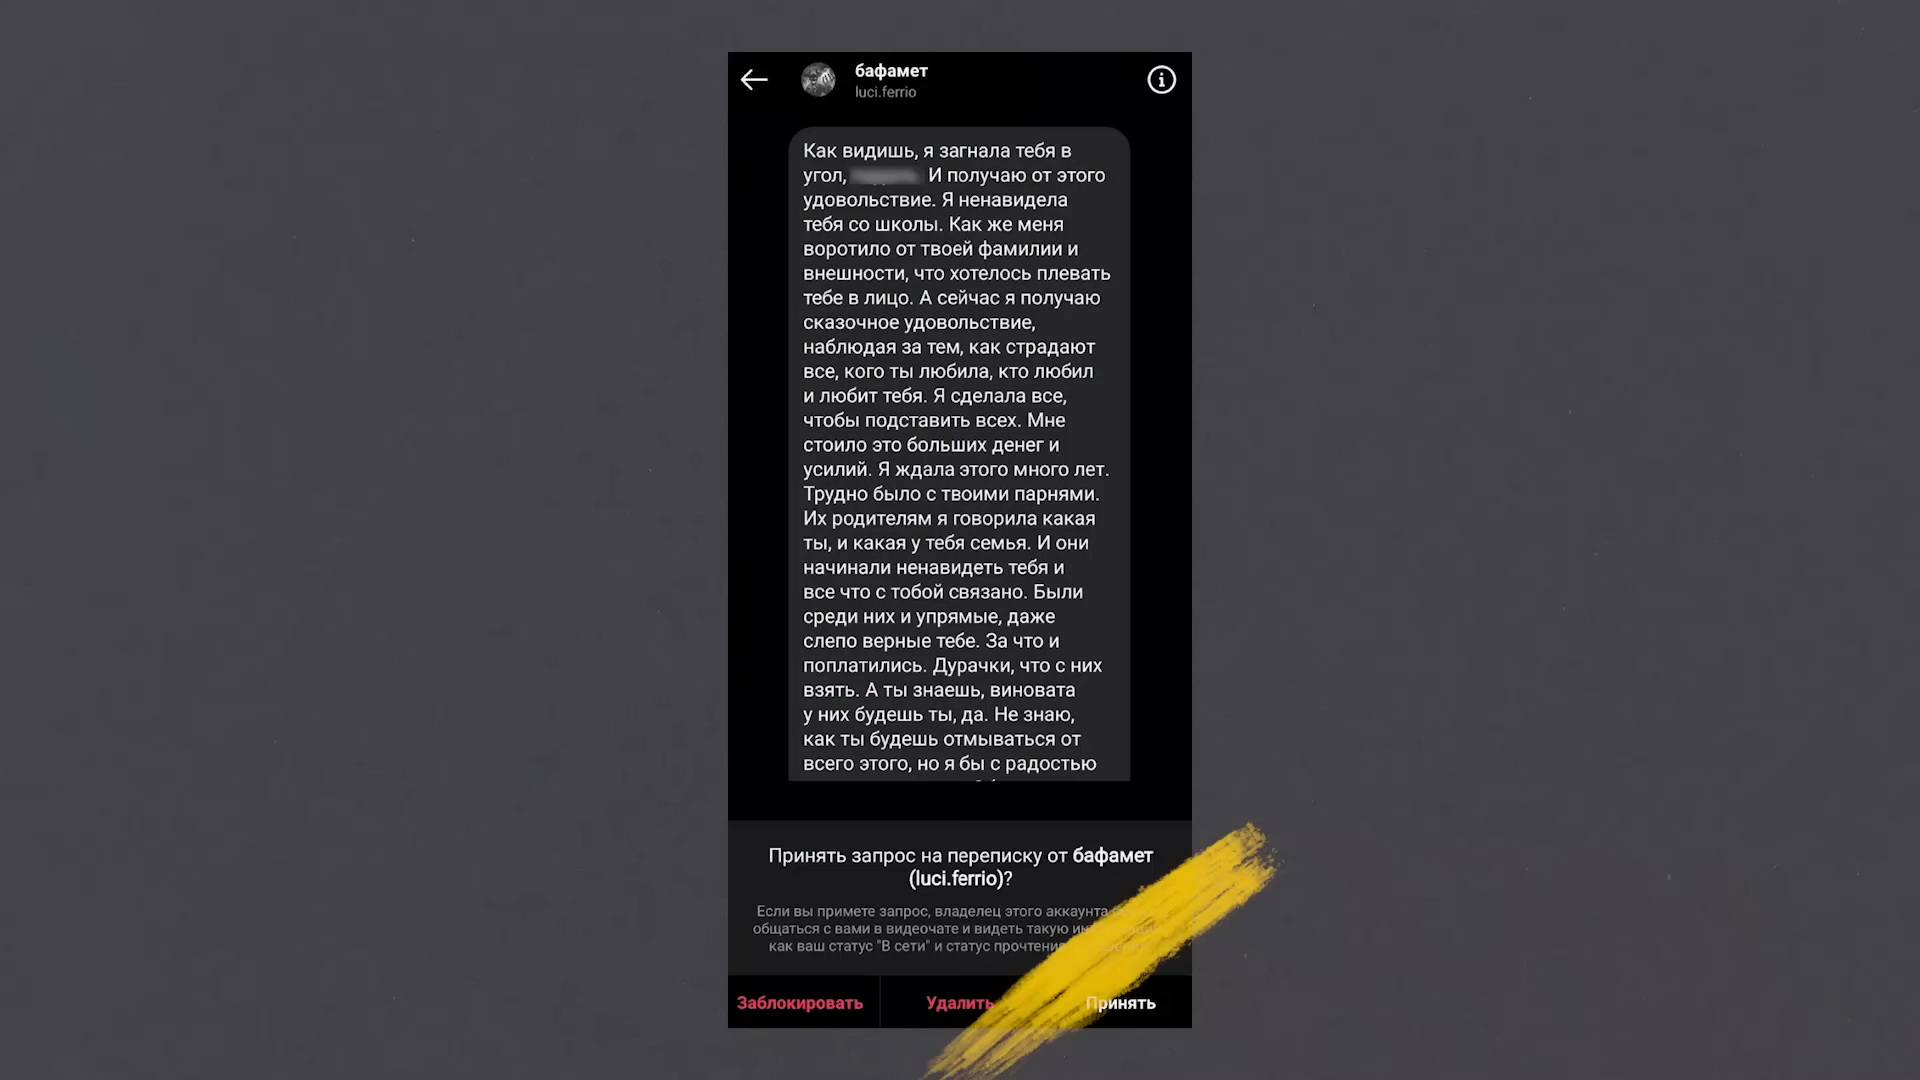 бафамет
luci.ferrio
Как видишь, я загнала тебя в
угол, И получаю от этого
удовольствие. Я ненавидела
тебя со школы. Как же меня
воротило от твоей фамилии и
внешности, что хотелось плевать
тебе в лицо. А сейчас я получаю
сказочное удовольствие,
наблюдая за тем, как страдают
все, кого ты любила, кто любил
и любит тебя. Я сделала все,
чтобы подставить всех. Мне
стоило это больших денег и
усилий. Я ждала этого много лет.
Трудно было с твоими парнями.
Их родителям я говорила какая
ты, и какая у тебя семья. И они
начинали ненавидеть тебя и
все что с тобой связано. Были
среди них и упрямые, даже
слепо верные тебе. За что и
поплатились. Дурачки, что с них
взять. А ты знаешь, виновата
у них будешь ты, да. Не знаю,
как ты будешь отмываться от
всего этого, но я бы с радостью
Принять запрос на переписку от бафамет
(luci.ferrio)?
Если вы примете запрос, владелец этого аккаунта
общаться с вами в видеочате и видеть такую
как ваш статус "В сети" и статус прочтения
Заблокировать
Удалить
Принять